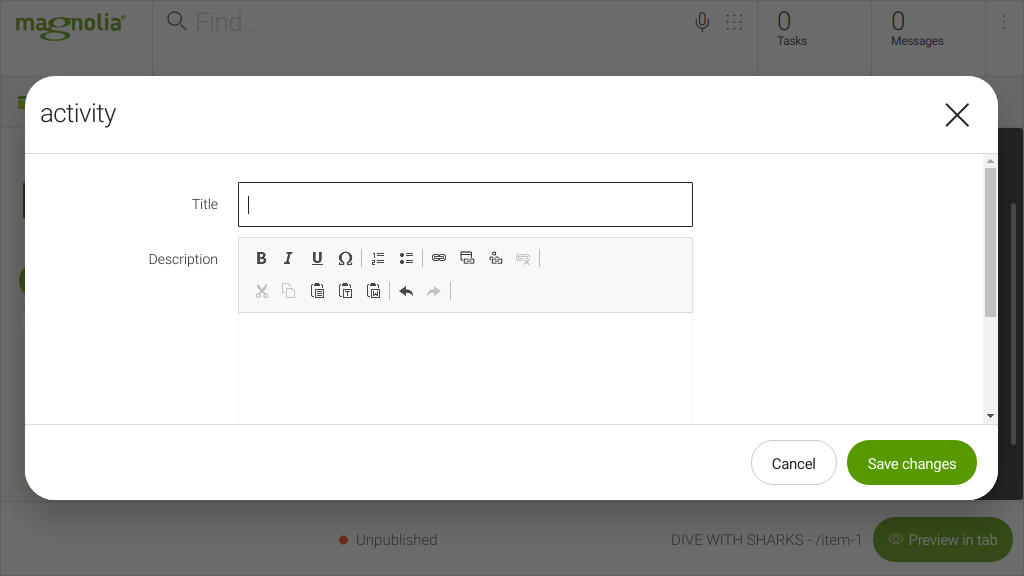 magnolia
Find...
0
Tasks
0
Messages
activity
Title
Description
B I U Ω
Cancel
Save changes
Unpublished
DIVE WITH SHARKS - /item-1
Preview in tab